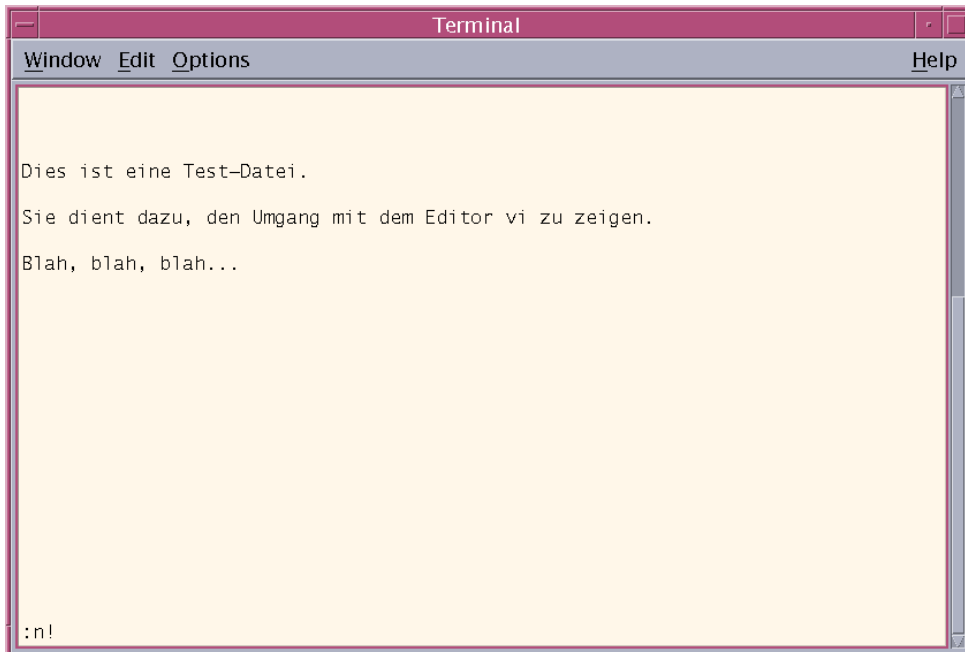 Terminal
Window Edit Options Help
Dies ist eine Test-Datei.
Sie dient dazu, den Umgang mit dem Editor vi zu zeigen.
Blah, blah, blah...
:n!